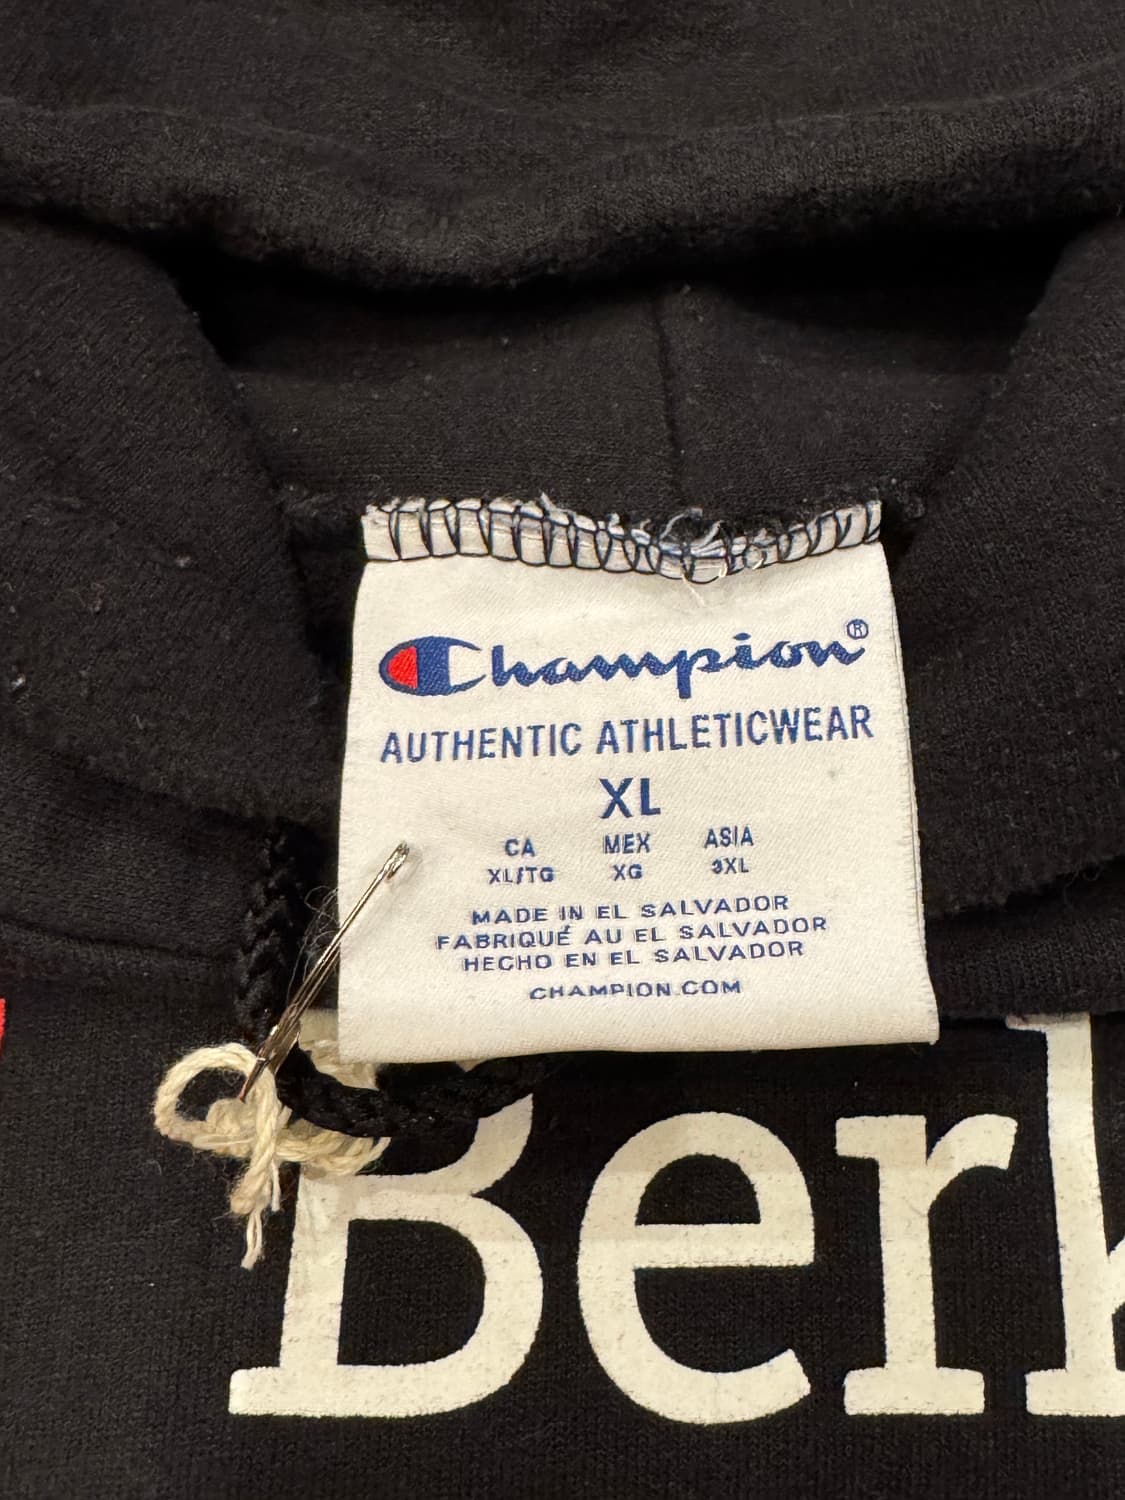 Champion®
AUTHENTIC ATHLETICWEAR
XL
CA MEX ASIA
XL/TG XG 3XL
MADE IN EL SALVADOR
FABRIQUÉ AU EL SALVADOR
HECHO EN EL SALVADOR
CHAMPION.COM
Berk